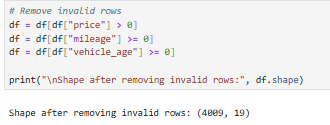 # Remove invalid rows
df = df[df["price"] > 0]
df = df[df["mileage"] >= 0]
df = df[df["vehicle_age"] >= 0]
print("\nShape after removing invalid rows:", df.shape)
Shape after removing invalid rows: (4009, 19)